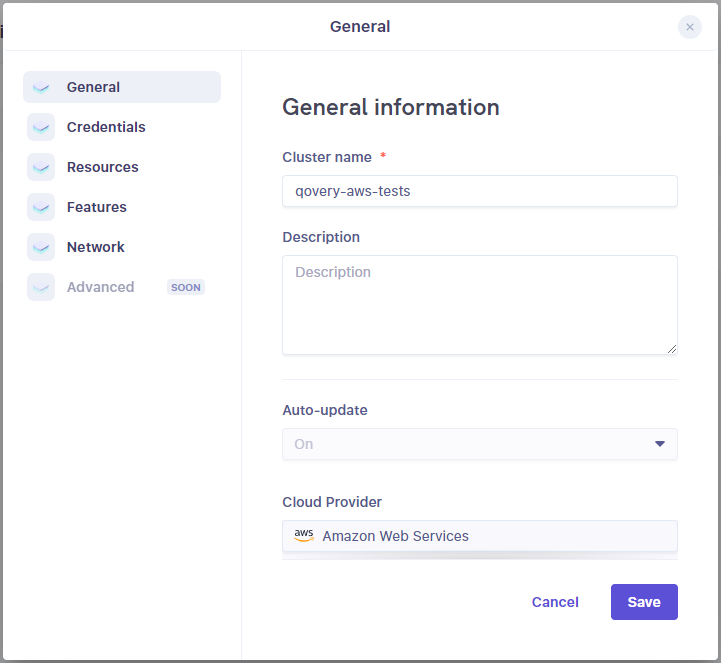 General
General
Credentials
Resources
Features
Network
Advanced SOON
General information
Cluster name *
qovery-aws-tests
Description
Description
Auto-update
On
Cloud Provider
aws Amazon Web Services
Cancel Save